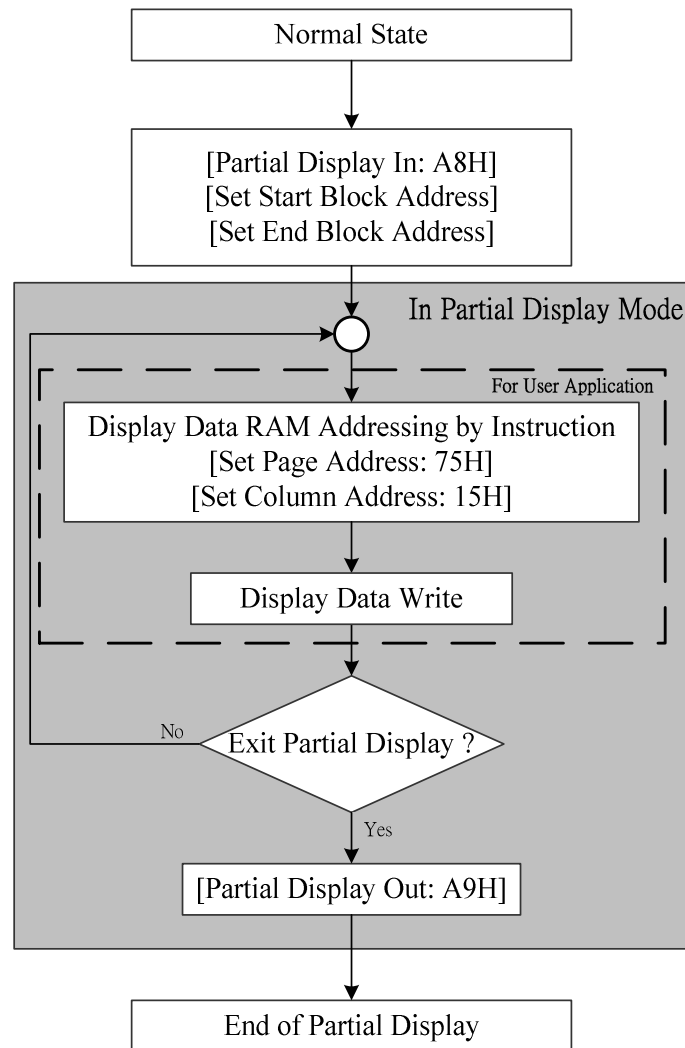 Normal State
[Partial Display In: A8H]
[Set Start Block Address]
[Set End Block Address]
In Partial Display Mode
For User Application
Display Data RAM Addressing by Instruction
[Set Page Address: 75H]
[Set Column Address: 15H]
Display Data Write
No
Exit Partial Display ?
Yes
[Partial Display Out: A9H]
End of Partial Display